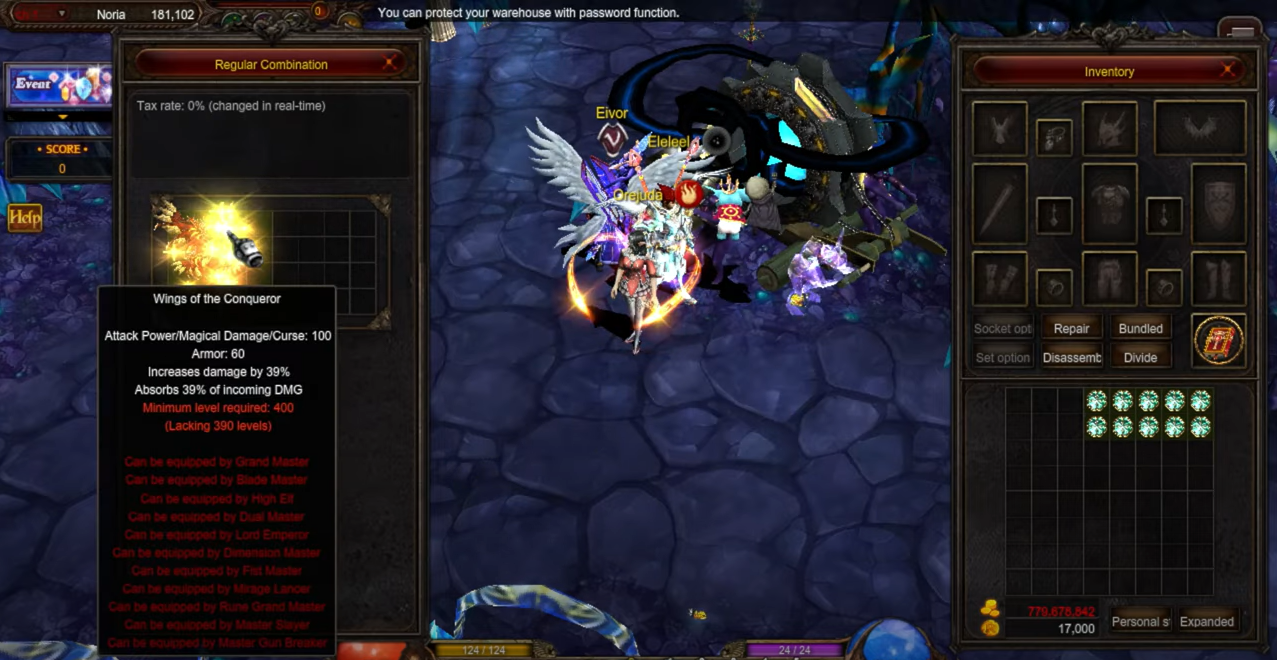 Noria 181,102
0
You can protect your warehouse with password function.
Event
• SCORE •
0
Help
Regular Combination
Tax rate: 0% (changed in real-time)
Wings of the Conqueror
Attack Power/Magical Damage/Curse: 100
Armor: 60
Increases damage by 39%
Absorbs 39% of incoming DMG
Minimum level required: 400
(Lacking 390 levels)
Can be equipped by Grand Master
Can be equipped by Blade Master
Can be equipped by High Elf
Can be equipped by Dual Master
Can be equipped by Lord Emperor
Can be equipped by Dimension Master
Can be equipped by Fist Master
Can be equipped by Mirage Lancer
Can be equipped by Rune Grand Master
Can be equipped by Master Slayer
Can be equipped by Master Gun Breaker
Eivor
Eleleel
Orejuda
124 / 124
24 / 24
Inventory
Socket opti
Repair
Bundled
Set option
Disassemb
Divide
779,678,842
17,000
Personal st
Expanded